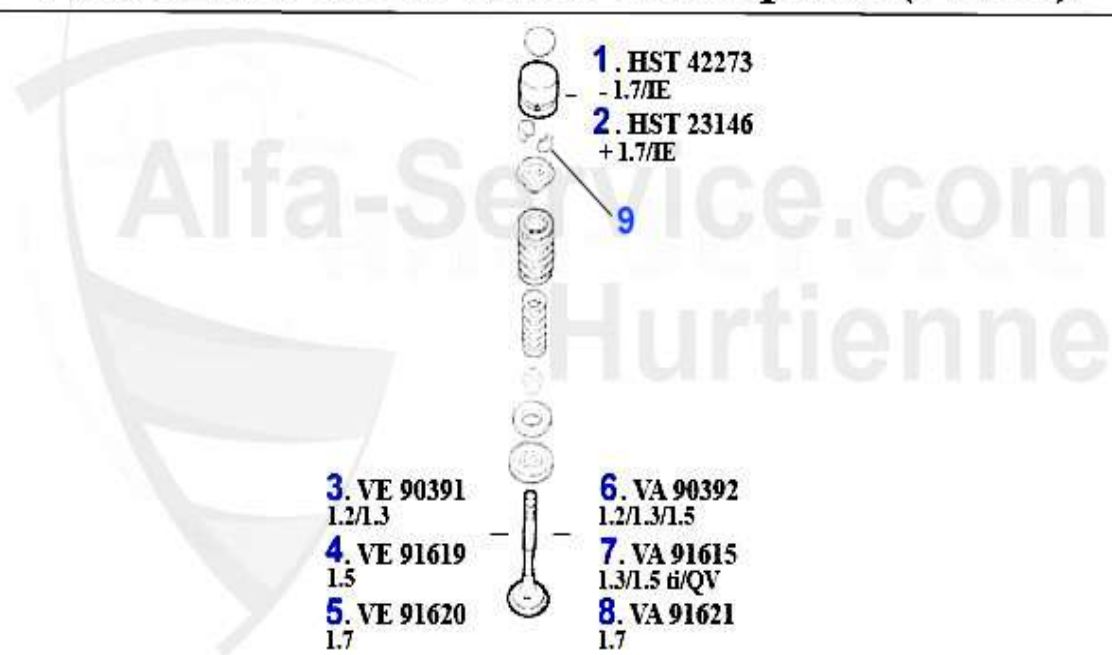 1. HST 42273
- 1.7/IE
2. HST 23146
+ 1.7/IE
9
Alfa-Service.com
Hurtienne
3. VE 90391
1.2/1.3
4. VE 91619
1.5
5. VE 91620
1.7
6. VA 90392
1.2/1.3/1.5
7. VA 91615
1.3/1.5 ti/QV
8. VA 91621
1.7